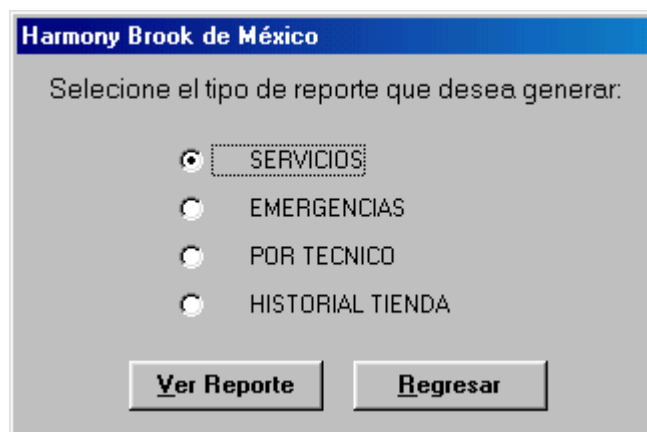 Harmony Brook de México
Selecione el tipo de reporte que desea generar:
SERVICIOS
EMERGENCIAS
POR TECNICO
HISTORIAL TIENDA
Ver Reporte Regresar